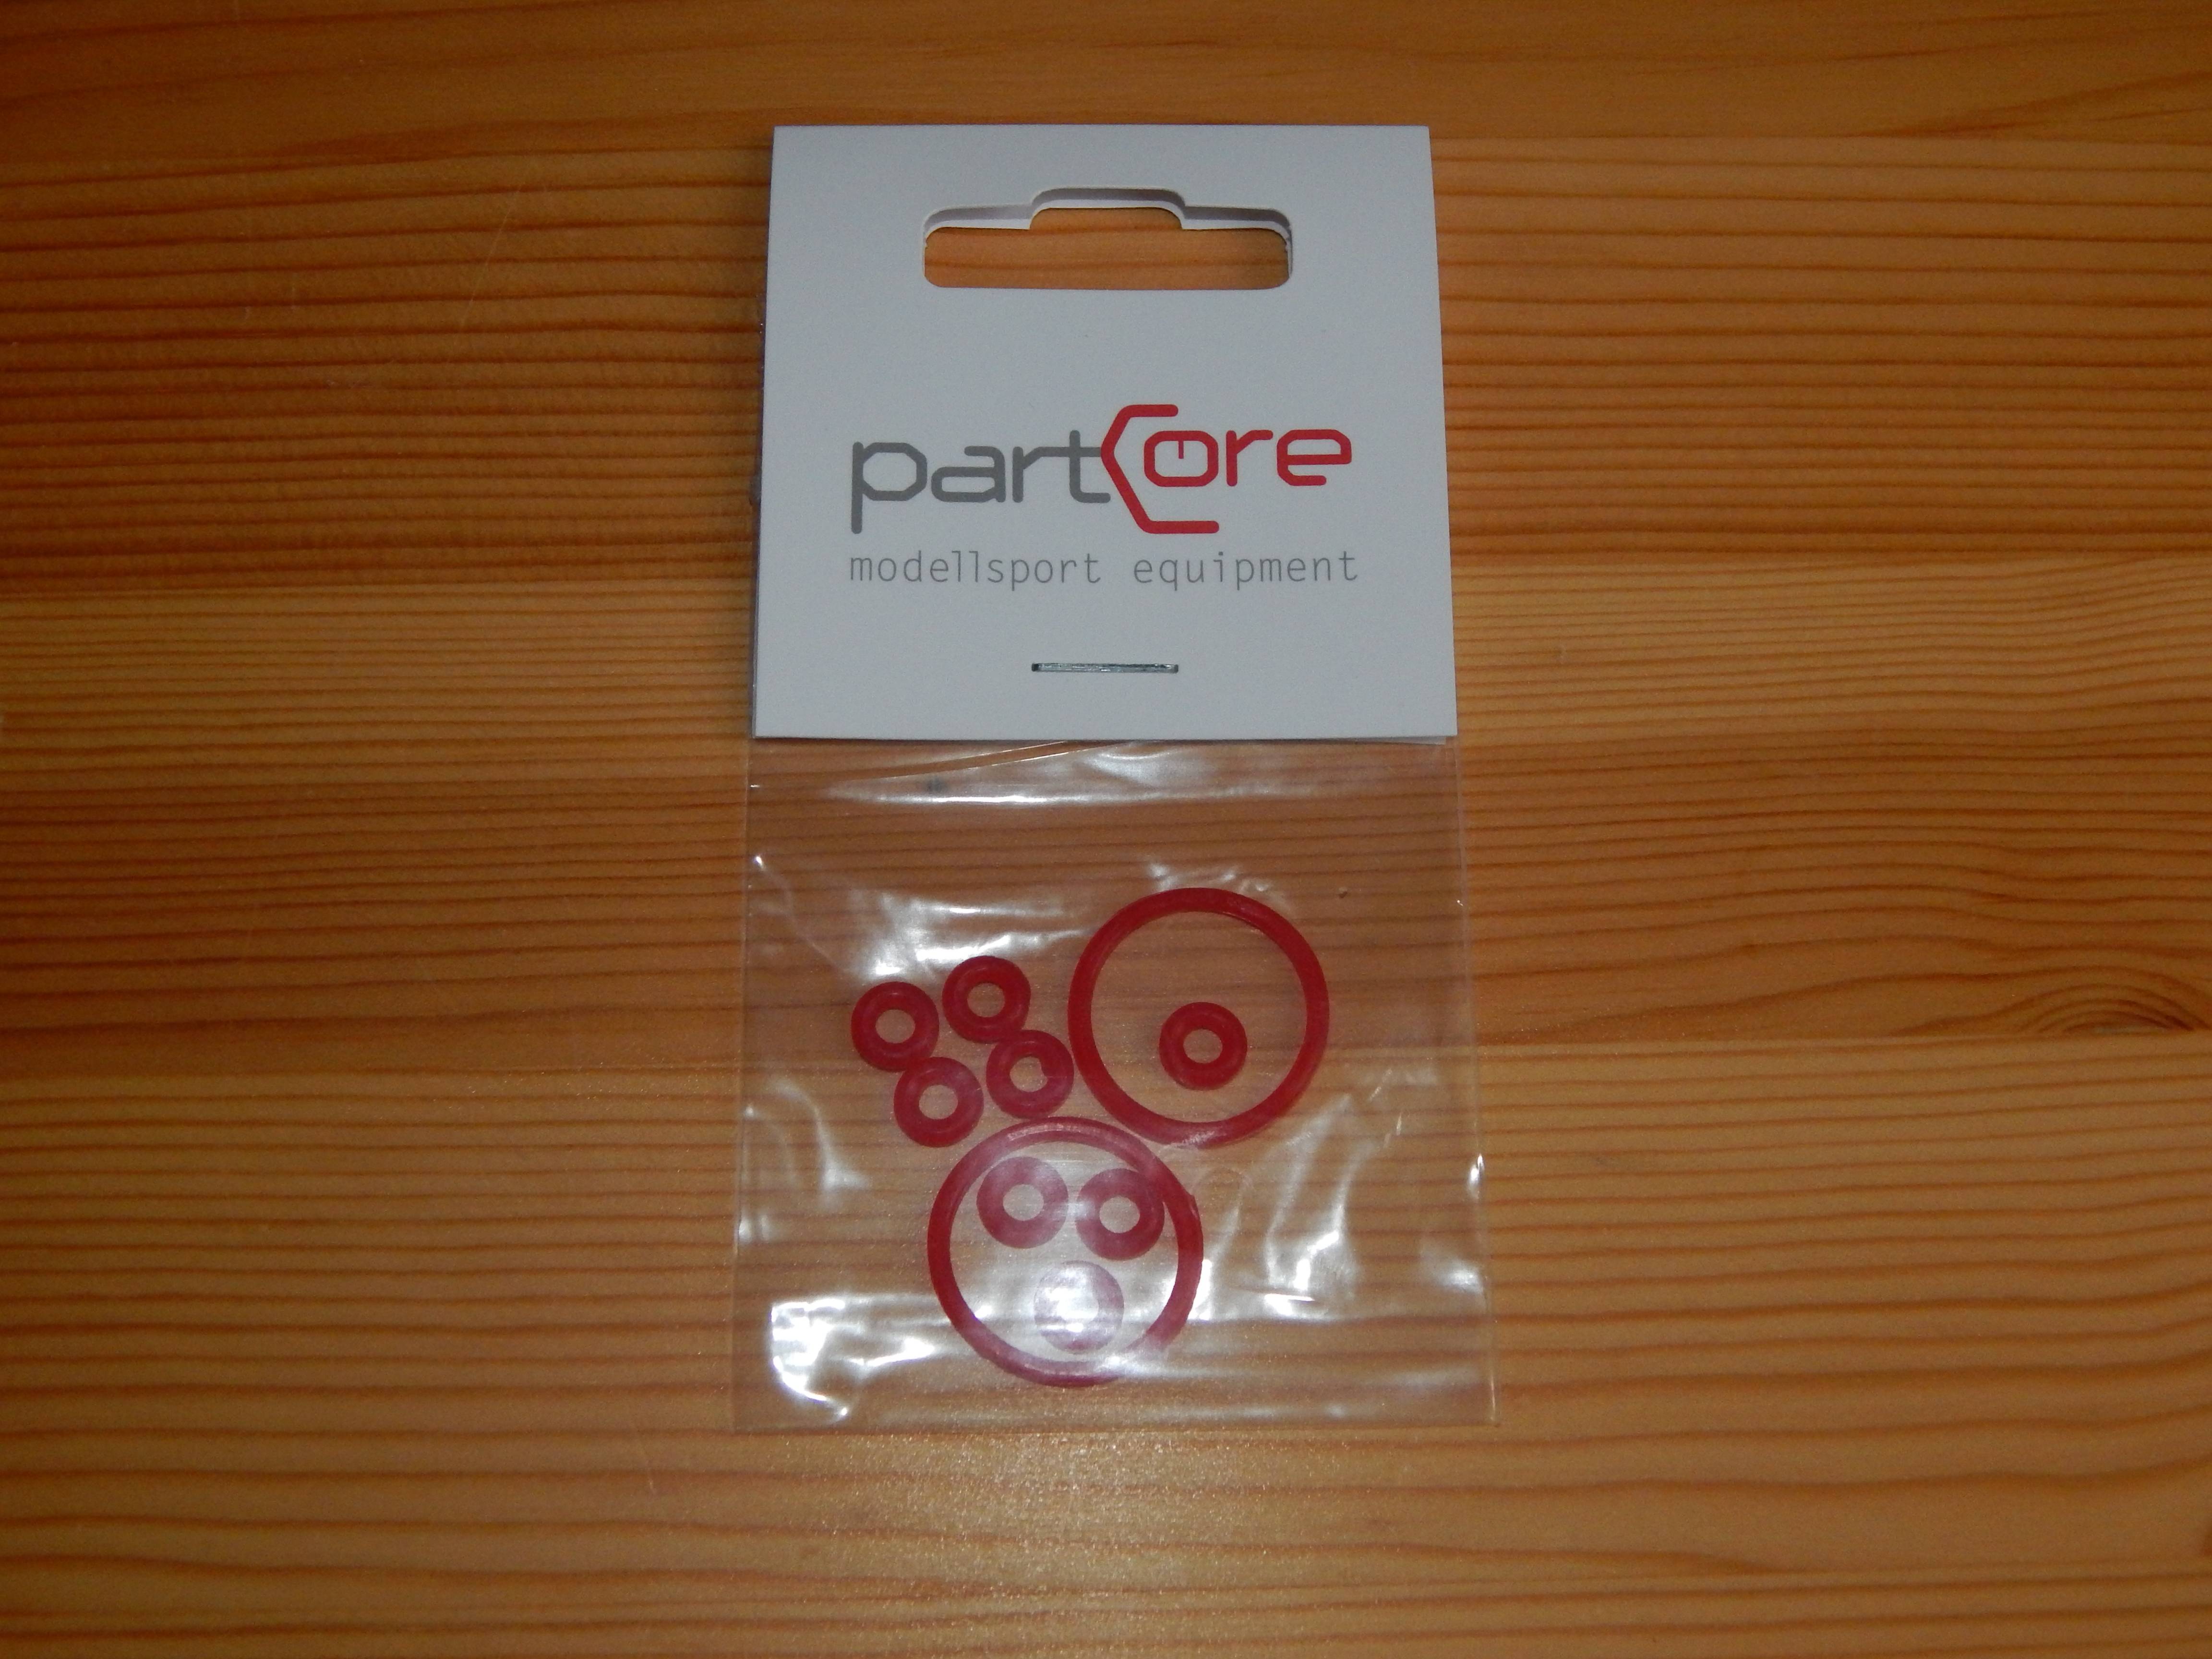 partCore
modellsport equipment